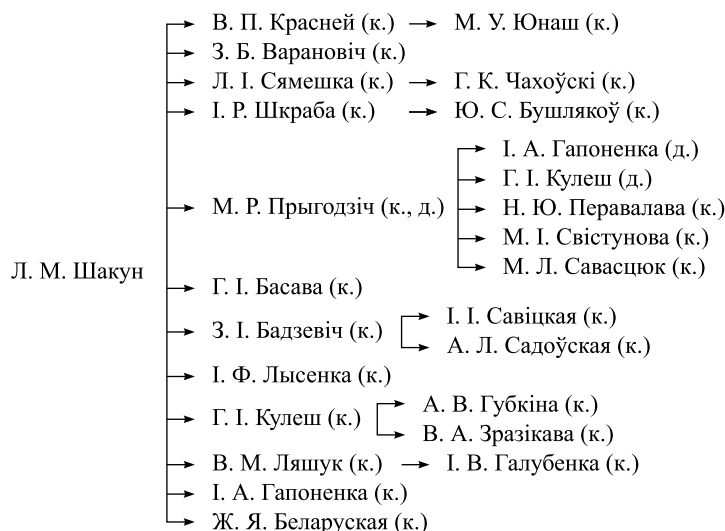 В. П. Красней (к.) М. У. Юнаш (к.)
З. Б. Варановіч (к.)
Л. І. Сямешка (к.) Г. К. Чахоўскі (к.)
І. Р. Шкраба (к.) Ю. С. Бушлякоў (к.)
І. А. Гапоненка (д.)
Г. І. Кулеш (д.)
М. Р. Прыгодзіч (к., д.) Н. Ю. Перавалава (к.)
М. І. Свістунова (к.)
Л. М. Шакун М. Л. Савасцюк (к.)
Г. І. Басава (к.)
І. І. Савіцкая (к.)
З. І. Бадзевіч (к.)
А. Л. Садоўская (к.)
І. Ф. Лысенка (к.)
А. В. Губкіна (к.)
Г. І. Кулеш (к.)
В. А. Зразікава (к.)
В. М. Ляшук (к.) І. В. Галубенка (к.)
І. А. Гапоненка (к.)
Ж. Я. Беларуская (к.)